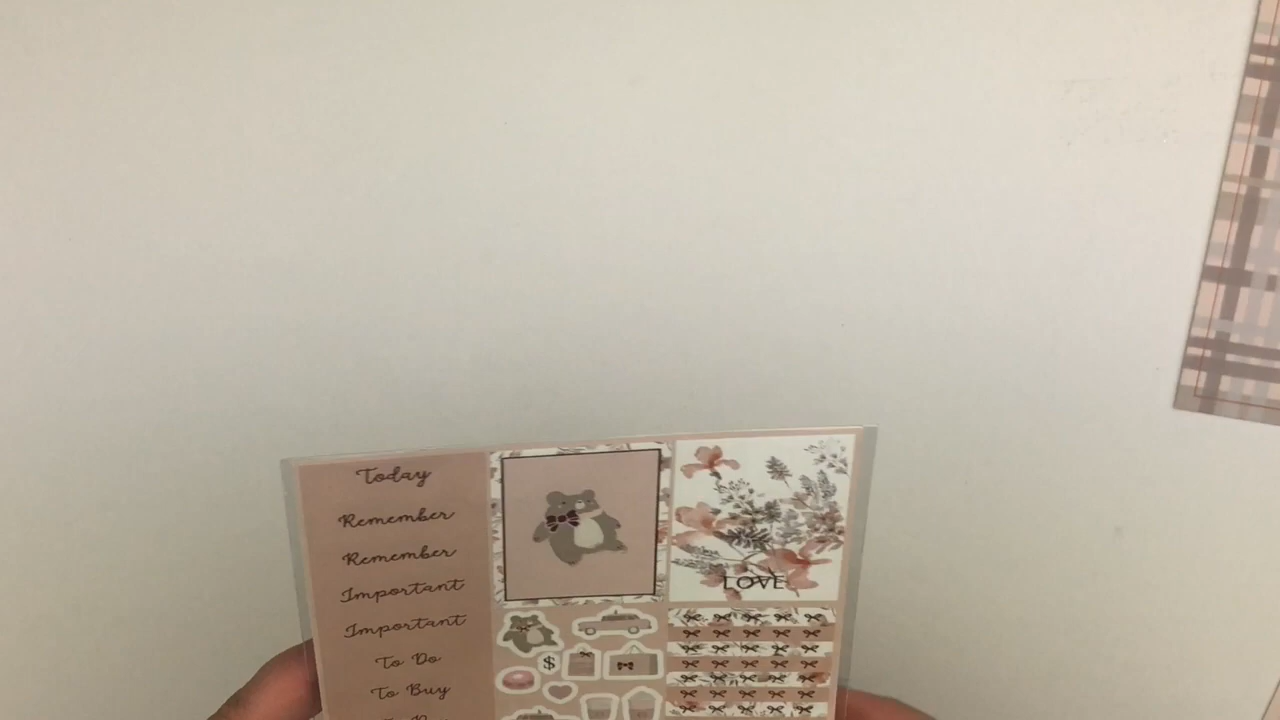 Today
Remember
Remember
Important
Important
To Do
To Buy
LOVE
$